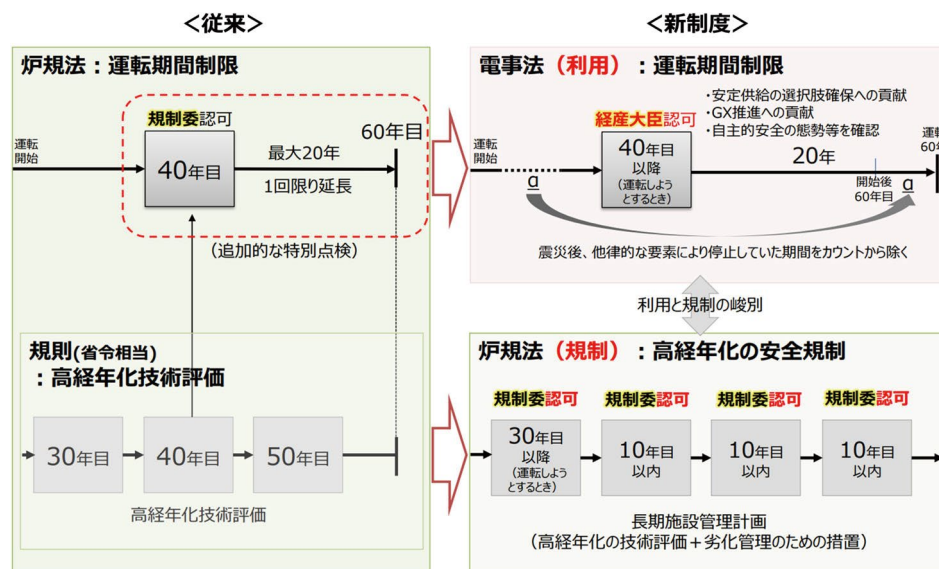 <従来>
炉規法:運転期間制限
規制委認可
60年目
運転
開始
40年目
最大20年
1回限り延長
(追加的な特別点検)
規則(省令相当)
:高経年化技術評価
30年目
40年目
50年目
高経年化技術評価
<新制度>
電事法(利用):運転期間制限
・安定供給の選択肢確保への貢献
・GX推進への貢献
・自主的安全の態勢等を確認
経産大臣認可
運転
開始
α
40年目
以降
(運転しよう
とするとき)
20年
開始後
60年目
α
60年
震災後、他律的な要素により停止していた期間をカウントから除く
利用と規制の峻別
炉規法(規制):高経年化の安全規制
規制委認可
規制委認可
規制委認可
規制委認可
30年目
以降
(運転しよう
とするとき)
10年目
以内
10年目
以内
10年目
以内
長期施設管理計画
(高経年化の技術評価+劣化管理のための措置)